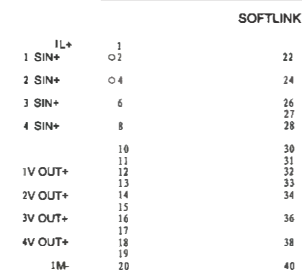 SOFTLINK
1L+ 1
1 SIN+ ○2 22
2 SIN+ ○4 24
3 SIN+ 6 26
27
4 SIN+ 8 28
10 30
11 31
1V OUT+ 12 32
13 33
2V OUT+ 14 34
15
3V OUT+ 16 36
17
4V OUT+ 18 38
19
1M- 20 40